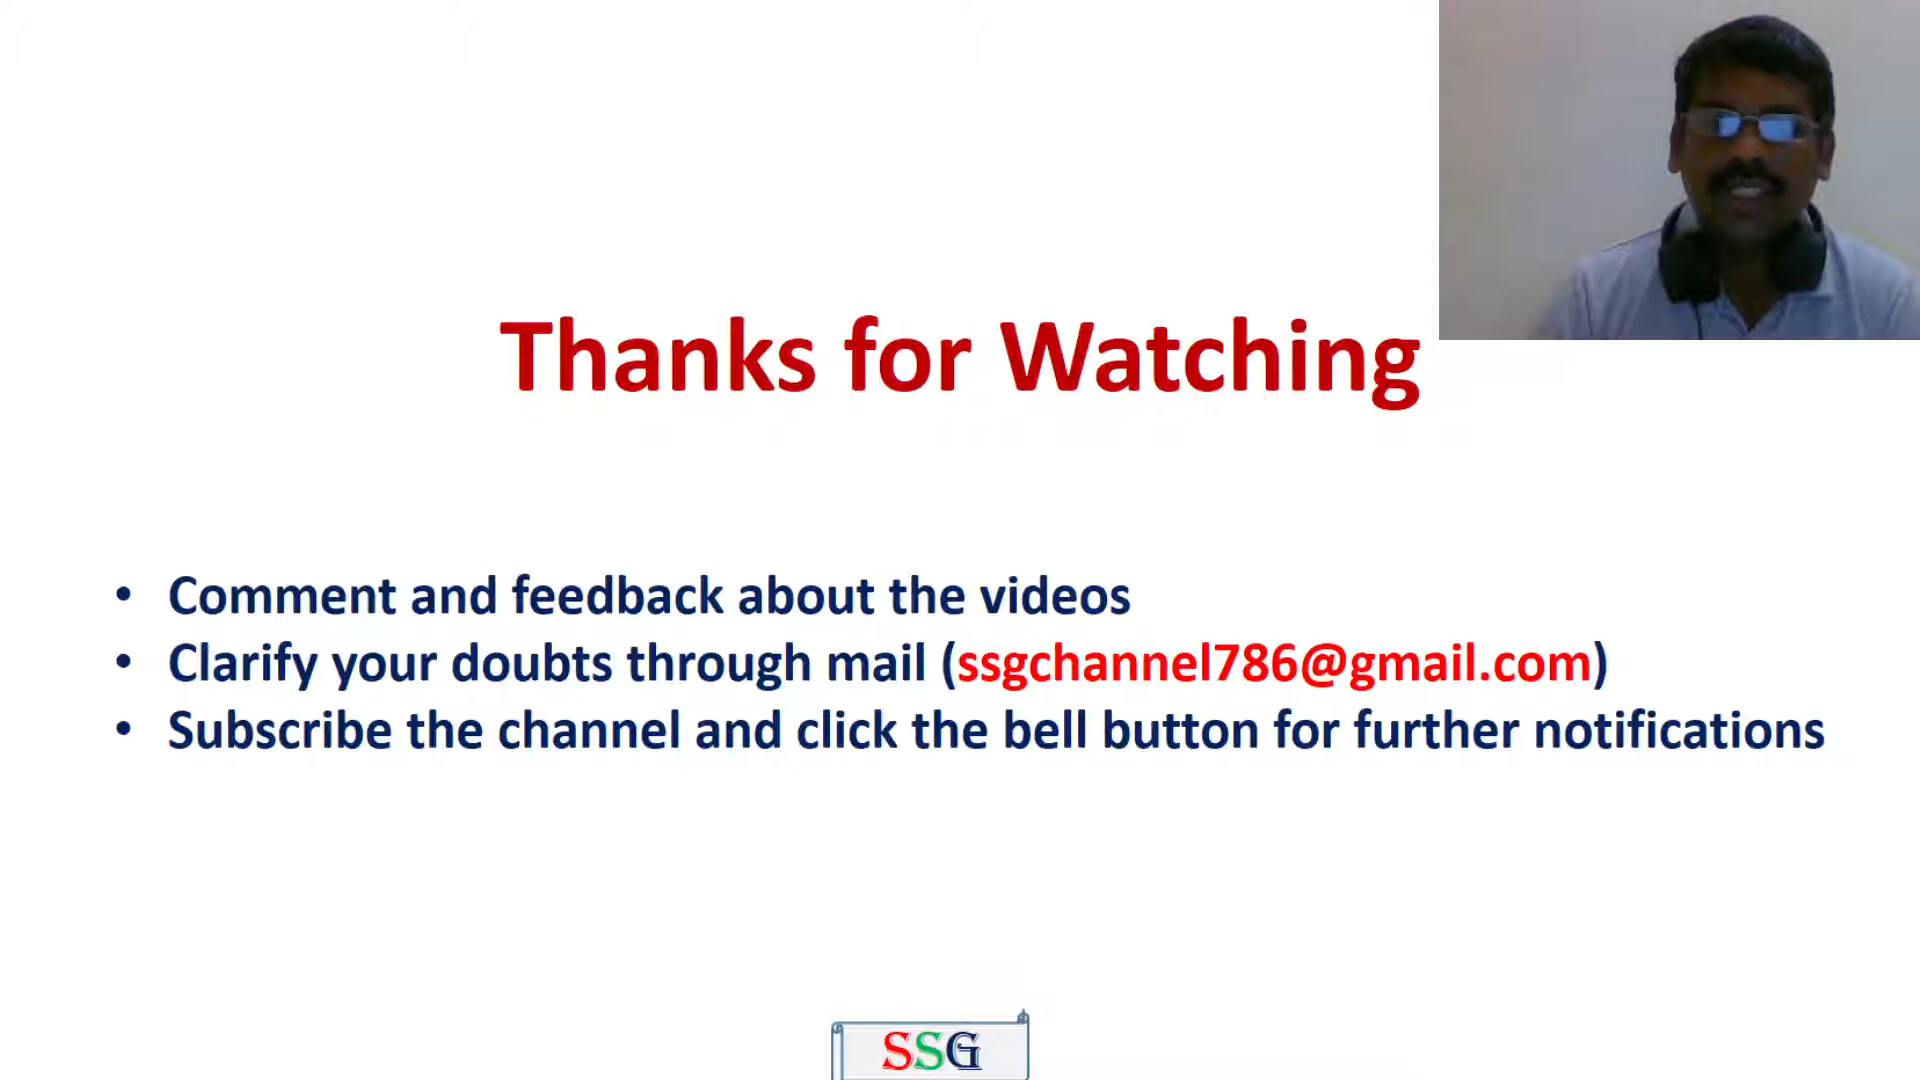 Thanks for Watching
• Comment and feedback about the videos
• Clarify your doubts through mail (ssgchannel786@gmail.com)
• Subscribe the channel and click the bell button for further notifications
SSG